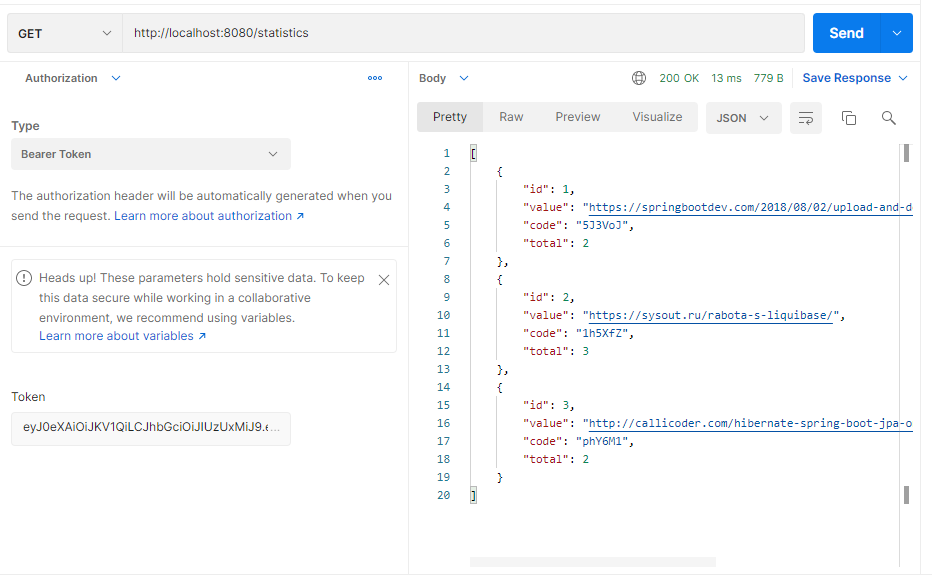 GET http://localhost:8080/statistics Send
Authorization
Body 200 OK 13 ms 779 B Save Response
Type
Bearer Token
The authorization header will be automatically generated when you
send the request. Learn more about authorization ↗
Heads up! These parameters hold sensitive data. To keep
this data secure while working in a collaborative
environment, we recommend using variables.
Learn more about variables ↗
Token
eyJ0eXAiOiJKV1QiLCJhbGciOiJIUzUxMiJ9.e...
Pretty Raw Preview Visualize JSON
1 [
2 {
3 "id": 1,
4 "value": "https://springbootdev.com/2018/08/02/upload-and-d
5 "code": "5J3VoJ",
6 "total": 2
7 },
8 {
9 "id": 2,
10 "value": "https://sysout.ru/rabota-s-liquibase/",
11 "code": "1h5XfZ",
12 "total": 3
13 },
14 {
15 "id": 3,
16 "value": "http://callicoder.com/hibernate-spring-boot-jpa-o
17 "code": "phY6M1",
18 "total": 2
19 }
20 ]